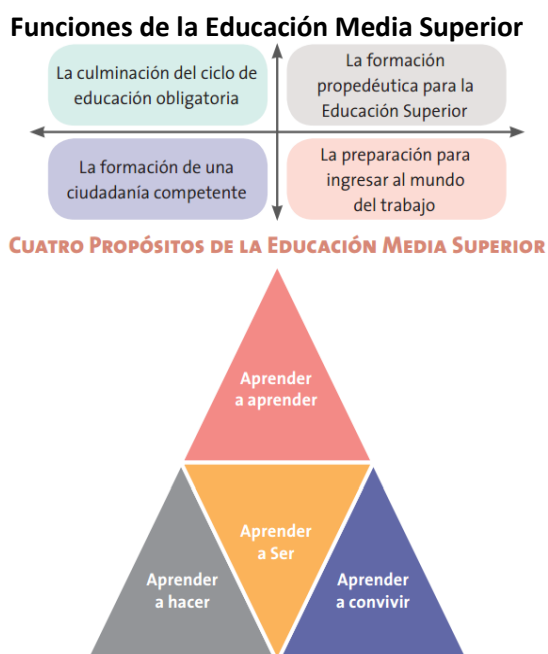 Funciones de la Educación Media Superior
La culminación del ciclo de
educación obligatoria
La formación
propedéutica para la
Educación Superior
La formación de una
ciudadanía competente
La preparación para
ingresar al mundo
del trabajo
Cuatro Propósitos de la Educación Media Superior
Aprender
a aprender
Aprender
a Ser
Aprender
a hacer
Aprender
a convivir